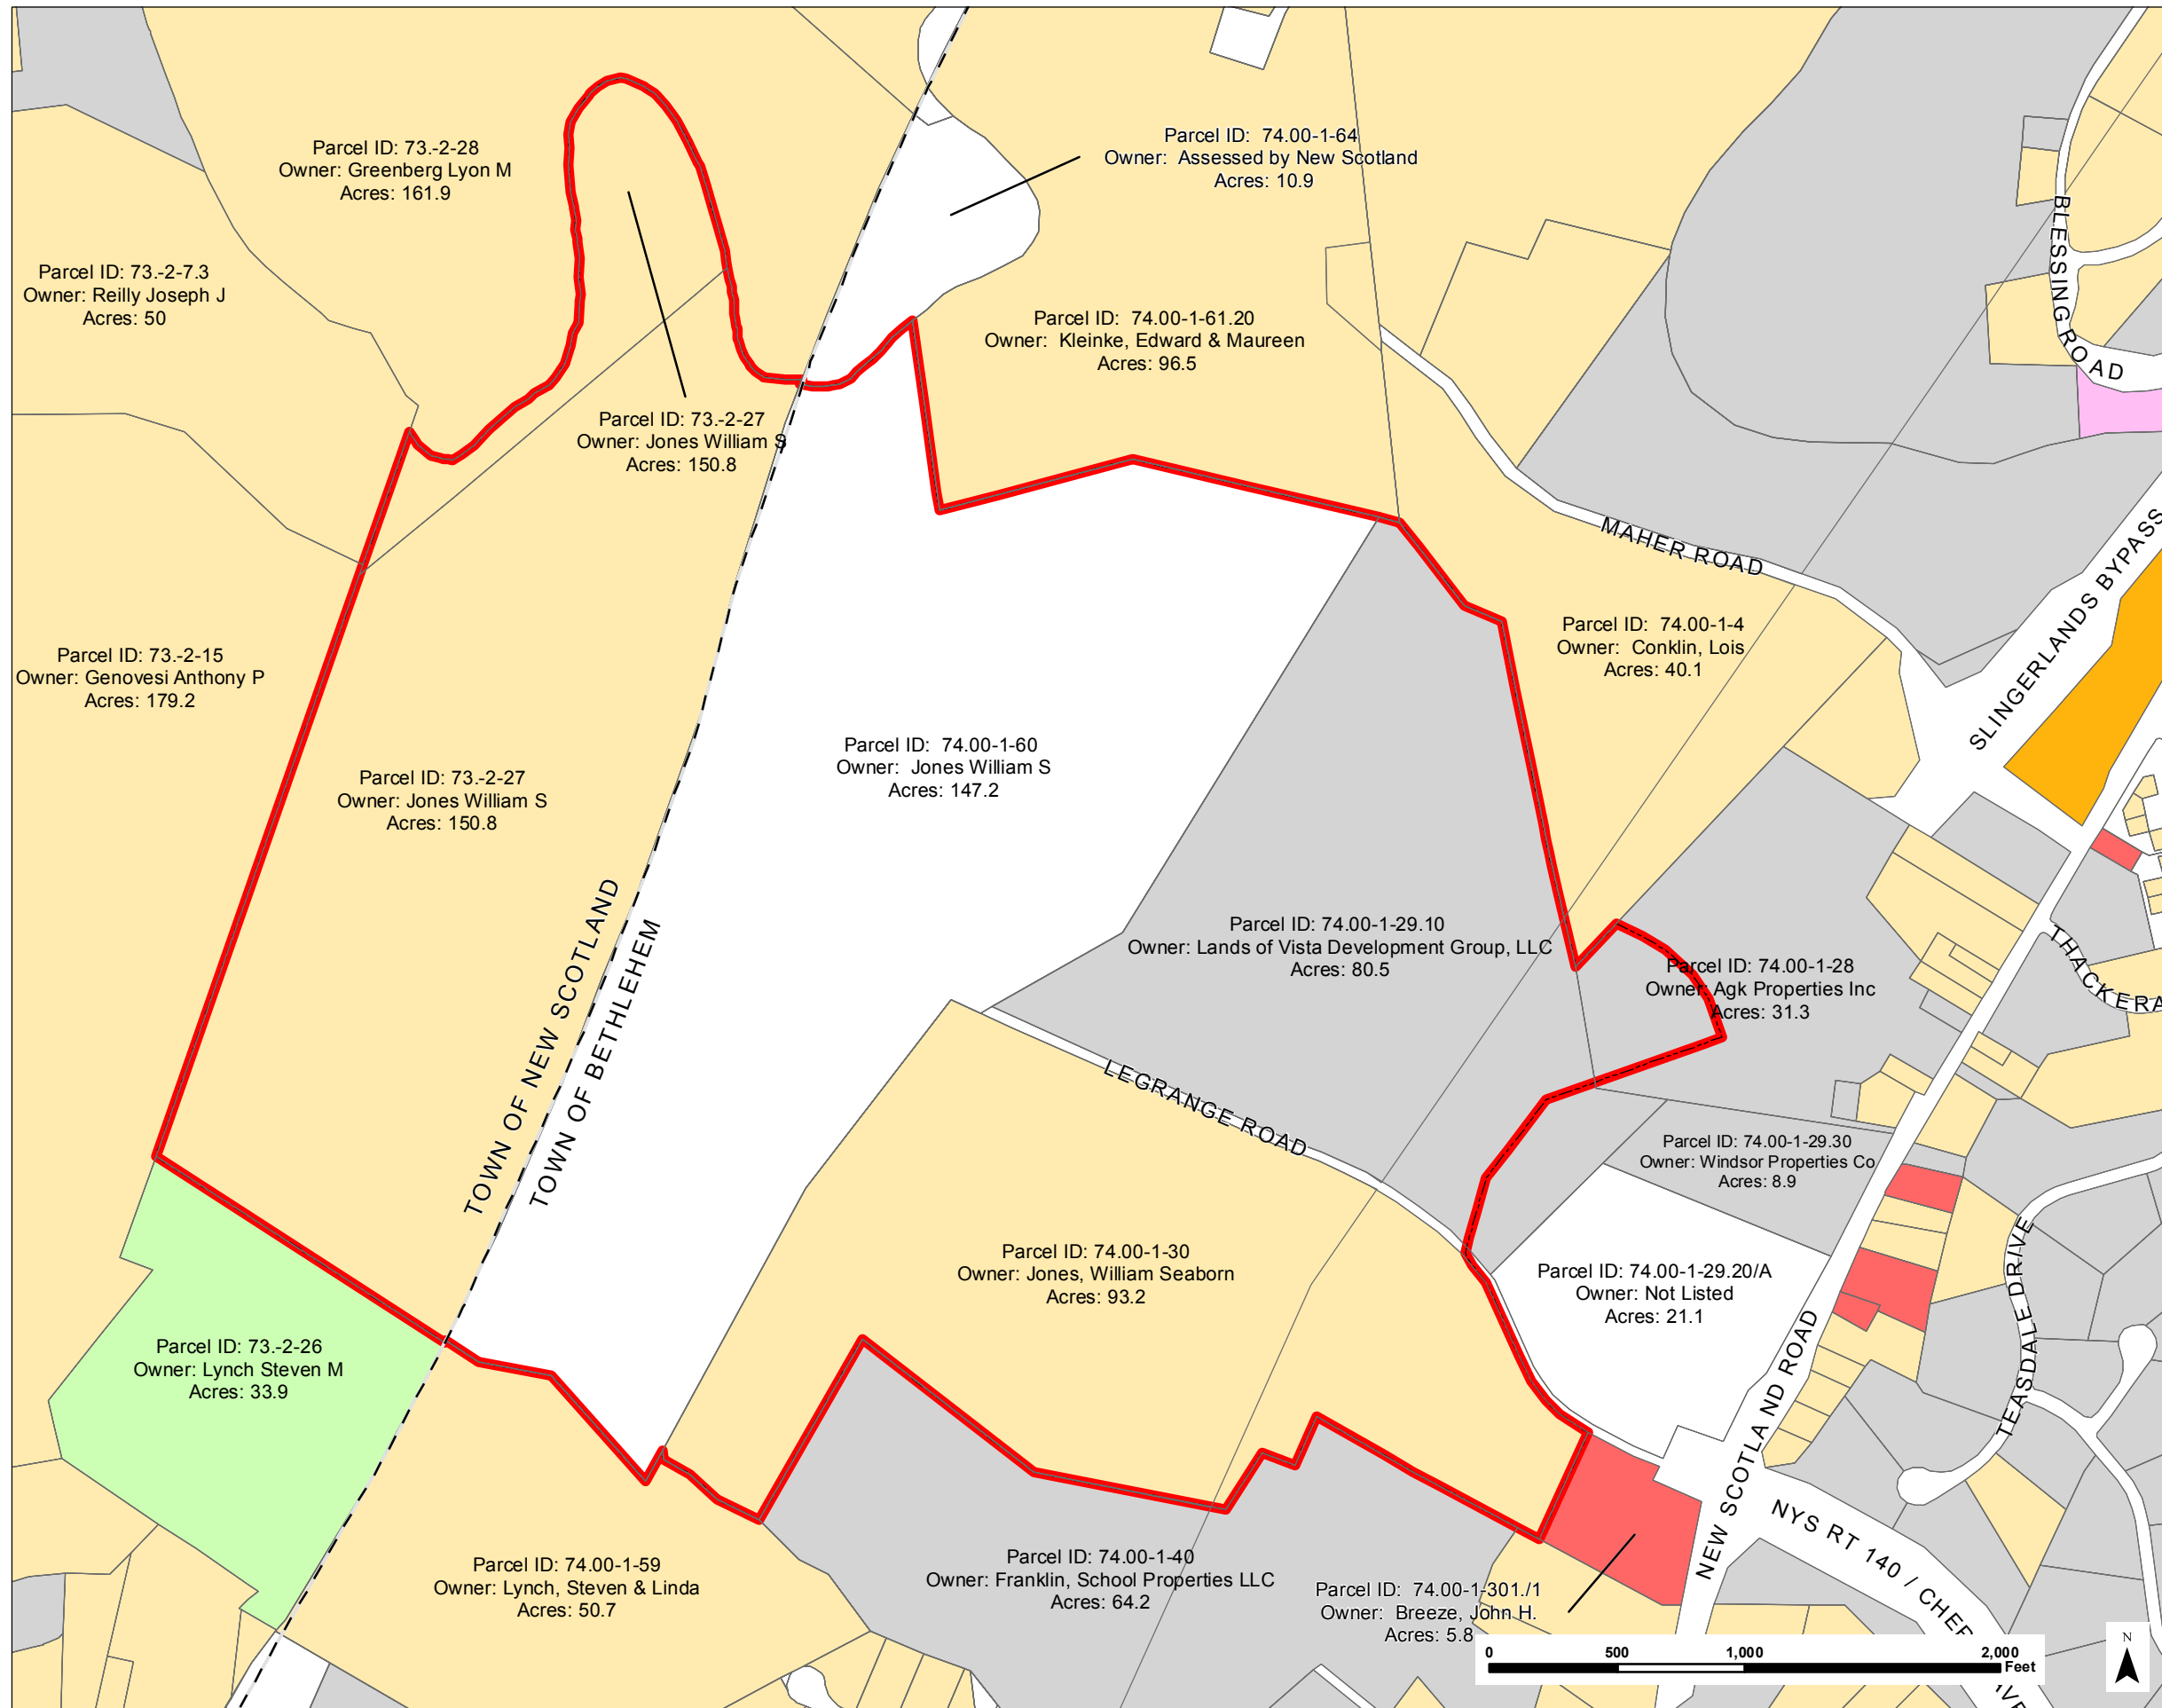 Parcel ID: 73.-2-28
Owner: Greenberg Lyon M
Acres: 161.9
Parcel ID:  74.00-1-64
Owner:  Assessed by New Scotland
Acres: 10.9
BLESSING ROAD
Parcel ID: 73.-2-7.3
Owner: Reilly Joseph J
Acres: 50
Parcel ID:  74.00-1-61.20
Owner:  Kleinke, Edward & Maureen
Acres: 96.5
Parcel ID: 73.-2-27
Owner: Jones William S
Acres: 150.8
MAHER ROAD
SLINGERLANDS BYPASS
Parcel ID:  74.00-1-4
Owner:  Conklin, Lois
Acres: 40.1
Parcel ID: 73.-2-15
Owner: Genovesi Anthony P
Acres: 179.2
Parcel ID: 73.-2-27
Owner: Jones William S
Acres: 150.8
Parcel ID:  74.00-1-60
Owner:  Jones William S
Acres: 147.2
TOWN OF NEW SCOTLAND
TOWN OF BETHLEHEM
Parcel ID: 74.00-1-29.10
Owner: Lands of Vista Development Group, LLC
Acres: 80.5
Parcel ID: 74.00-1-28
Owner: Agk Properties Inc
Acres: 31.3
THACKERA
LEGRANGE ROAD
Parcel ID: 74.00-1-29.30
Owner: Windsor Properties Co
Acres: 8.9
Parcel ID: 74.00-1-30
Owner: Jones, William Seaborn
Acres: 93.2
Parcel ID: 74.00-1-29.20/A
Owner: Not Listed
Acres: 21.1
TEASDALE DRIVE
NEW SCOTLAND ROAD
Parcel ID: 73.-2-26
Owner: Lynch Steven M
Acres: 33.9
NYS RT 140 / CHER
AVE
Parcel ID: 74.00-1-59
Owner: Lynch, Steven & Linda
Acres: 50.7
Parcel ID: 74.00-1-40
Owner: Franklin, School Properties LLC
Acres: 64.2
Parcel ID:  74.00-1-301./1
Owner:  Breeze, John H.
Acres: 5.8
0 500 1,000 2,000
Feet
N